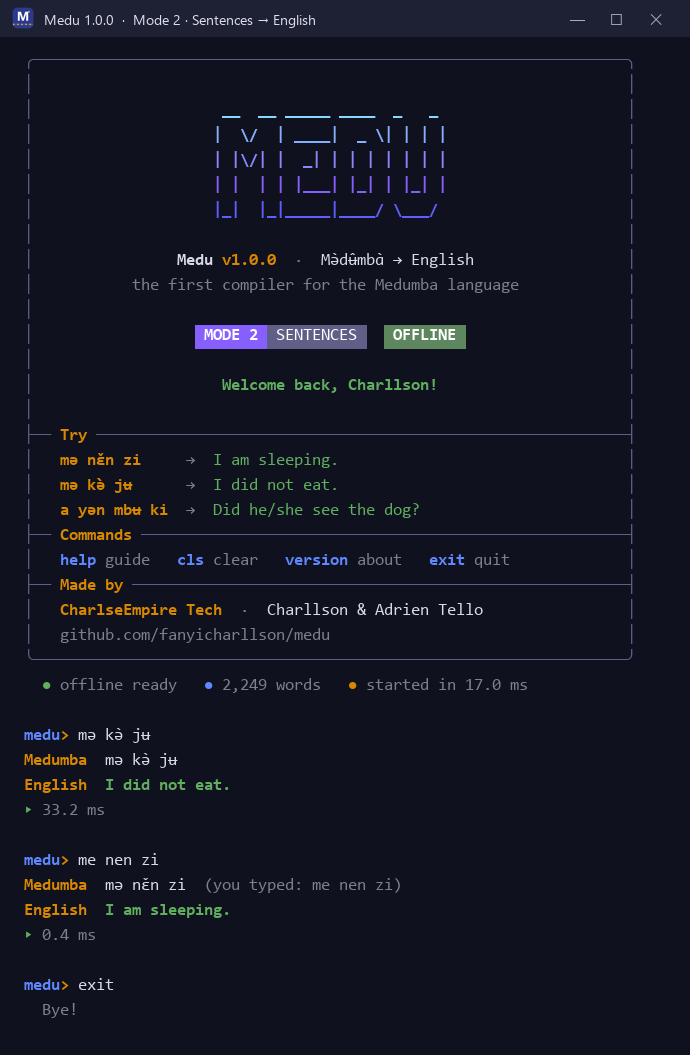 Medu 1.0.0 · Mode 2 · Sentences → English
MEDU
Medu v1.0.0 · Mə̀dʉ̂mbɑ̀ → English
the first compiler for the Medumba language
MODE 2 SENTENCES OFFLINE
Welcome back, Charllson!
Try
mə nɛ̌n zi → I am sleeping.
mə kə̀ jʉ → I did not eat.
a yən mbʉ ki → Did he/she see the dog?
Commands
help guide cls clear version about exit quit
Made by
CharlseEmpire Tech · Charllson & Adrien Tello
github.com/fanyicharllson/medu
● offline ready ● 2,249 words ● started in 17.0 ms
medu> mə kə̀ jʉ
Medumba mə kə̀ jʉ
English I did not eat.
▸ 33.2 ms
medu> me nen zi
Medumba mə nɛ̌n zi (you typed: me nen zi)
English I am sleeping.
▸ 0.4 ms
medu> exit
Bye!